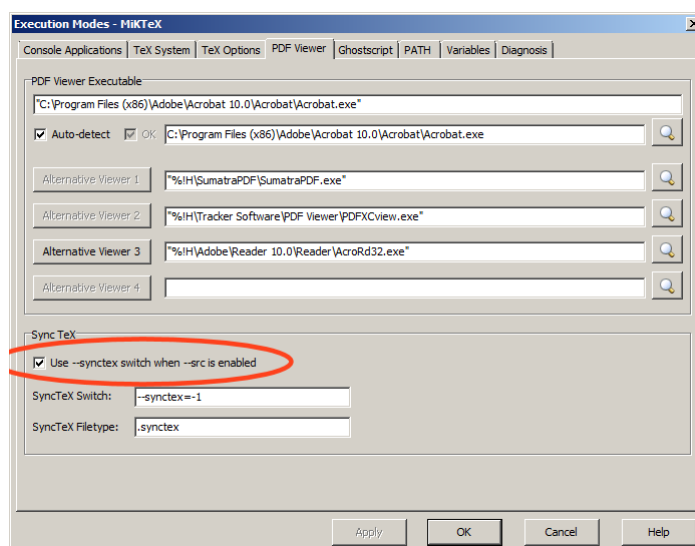 Execution Modes - MiKTeX
Console Applications TeX System TeX Options PDF Viewer Ghostscript PATH Variables Diagnosis
PDF Viewer Executable
"C:\Program Files (x86)\Adobe\Acrobat 10.0\Acrobat\Acrobat.exe"
Auto-detect OK C:\Program Files (x86)\Adobe\Acrobat 10.0\Acrobat\Acrobat.exe
Alternative Viewer 1 "%!H\SumatraPDF\SumatraPDF.exe"
Alternative Viewer 2 "%!H\Tracker Software\PDF Viewer\PDFXCview.exe"
Alternative Viewer 3 "%!H\Adobe\Reader 10.0\Reader\AcroRd32.exe"
Alternative Viewer 4
Sync TeX
Use --synctex switch when --src is enabled
SyncTeX Switch: --synctex=-1
SyncTeX Filetype: .synctex
Apply OK Cancel Help